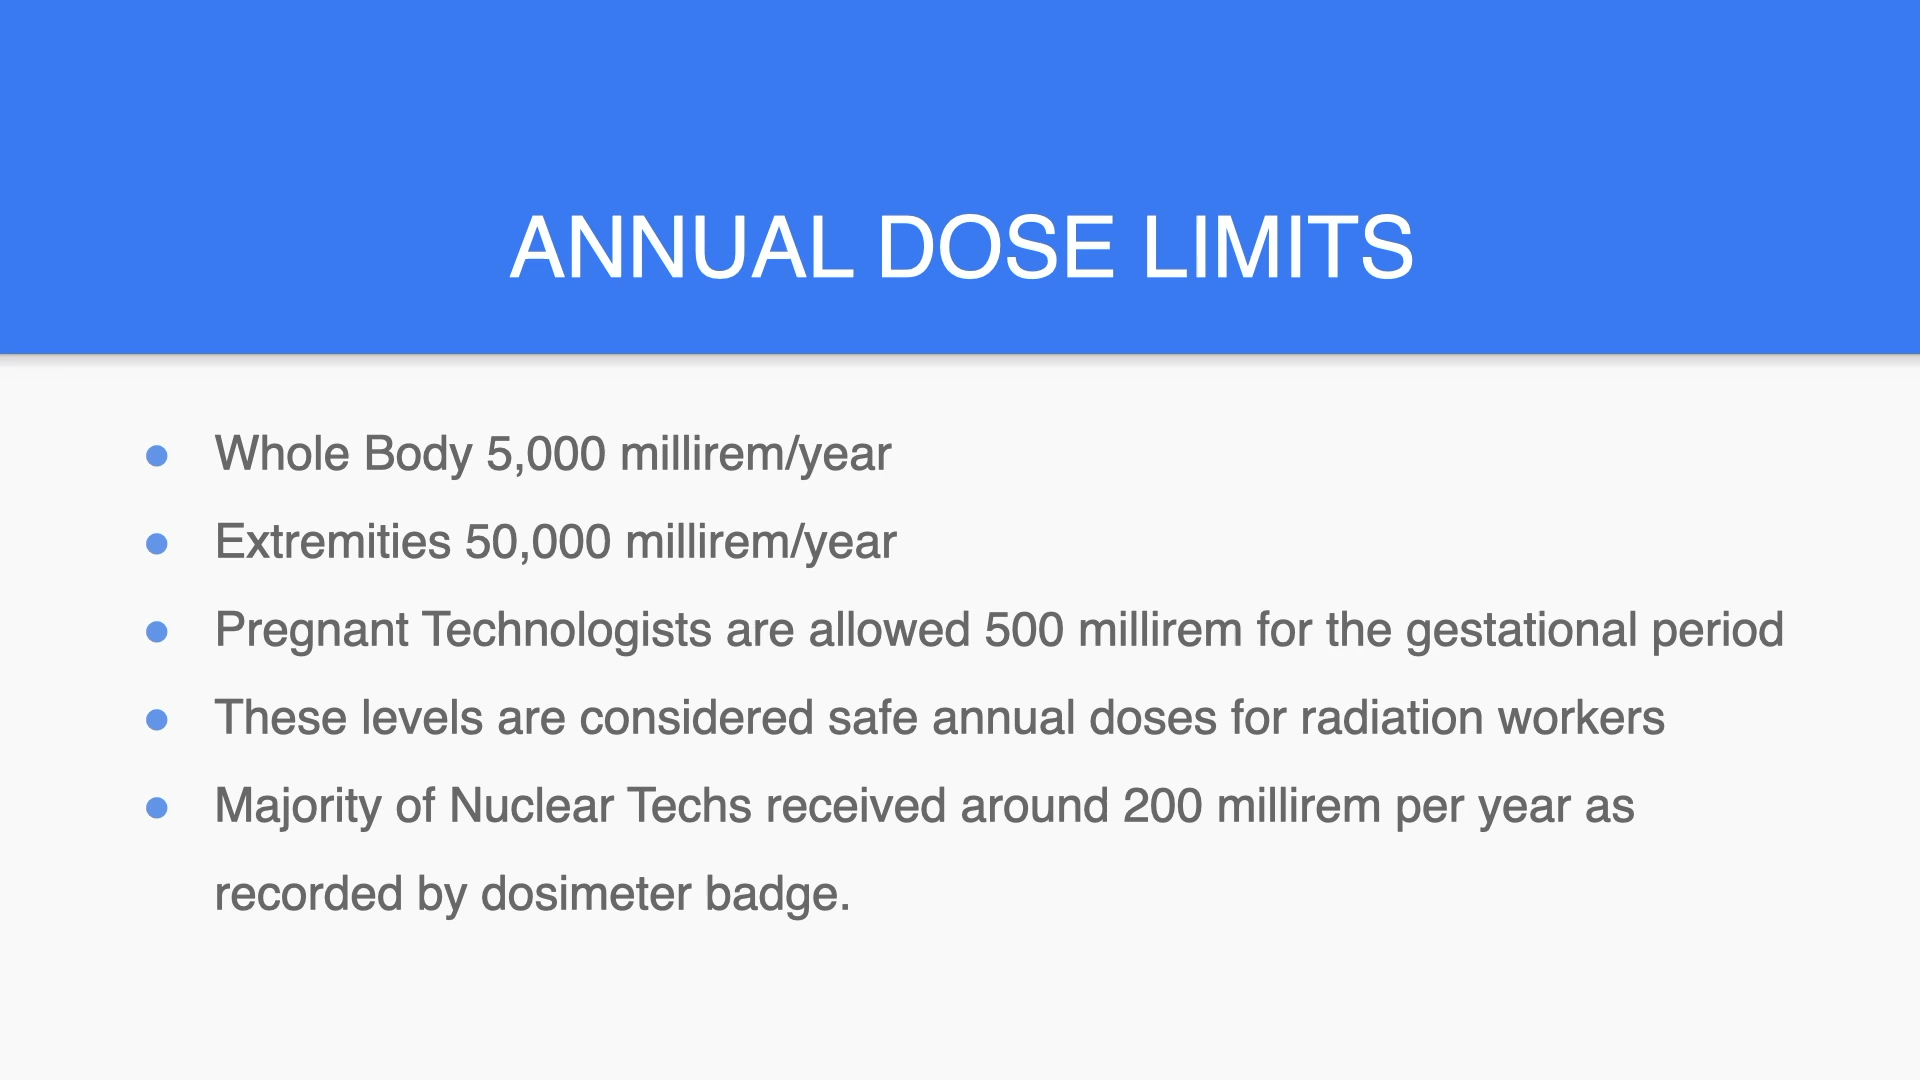 ANNUAL DOSE LIMITS
● Whole Body 5,000 millirem/year
● Extremities 50,000 millirem/year
● Pregnant Technologists are allowed 500 millirem for the gestational period
● These levels are considered safe annual doses for radiation workers
● Majority of Nuclear Techs received around 200 millirem per year as
recorded by dosimeter badge.